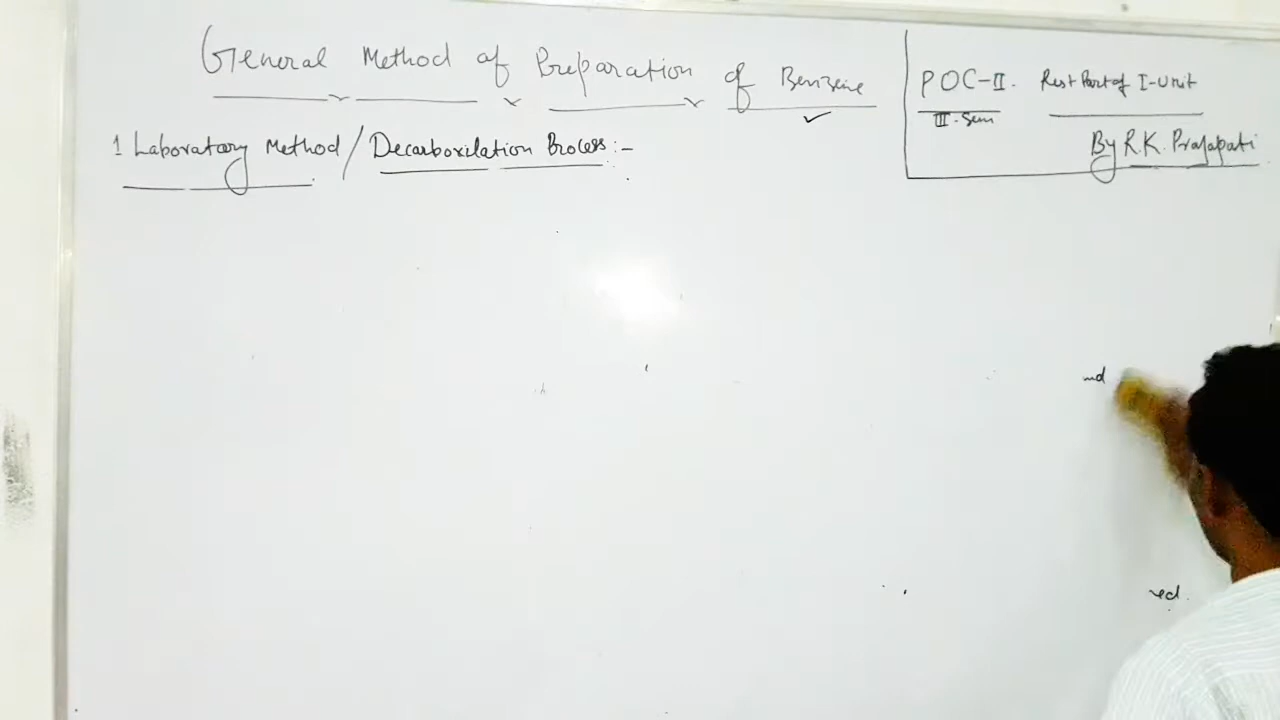 General Method of Preparation of Benzene
1 Laboratary Method / Decarboxilation Process :-
POC-II. Rest Part of I-Unit
III-Sem
By R.K. Prajapati